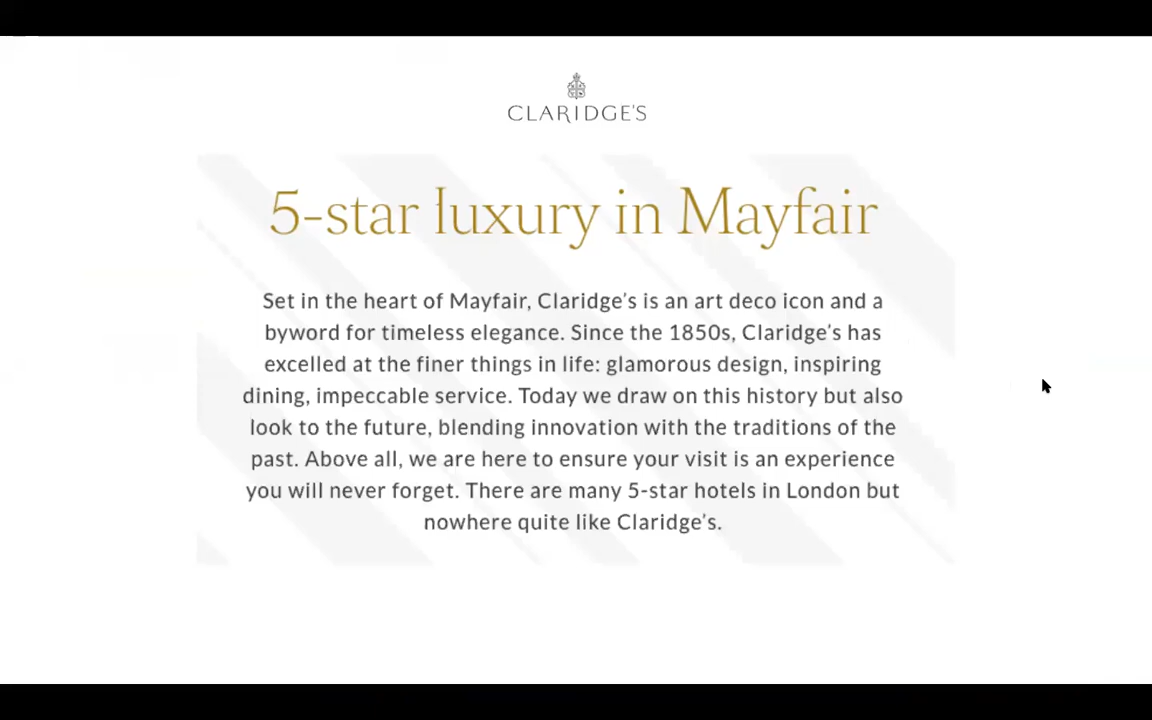 CLARIDGE'S
5-star luxury in Mayfair
Set in the heart of Mayfair, Claridge’s is an art deco icon and a
byword for timeless elegance. Since the 1850s, Claridge’s has
excelled at the finer things in life: glamorous design, inspiring
dining, impeccable service. Today we draw on this history but also
look to the future, blending innovation with the traditions of the
past. Above all, we are here to ensure your visit is an experience
you will never forget. There are many 5-star hotels in London but
nowhere quite like Claridge’s.